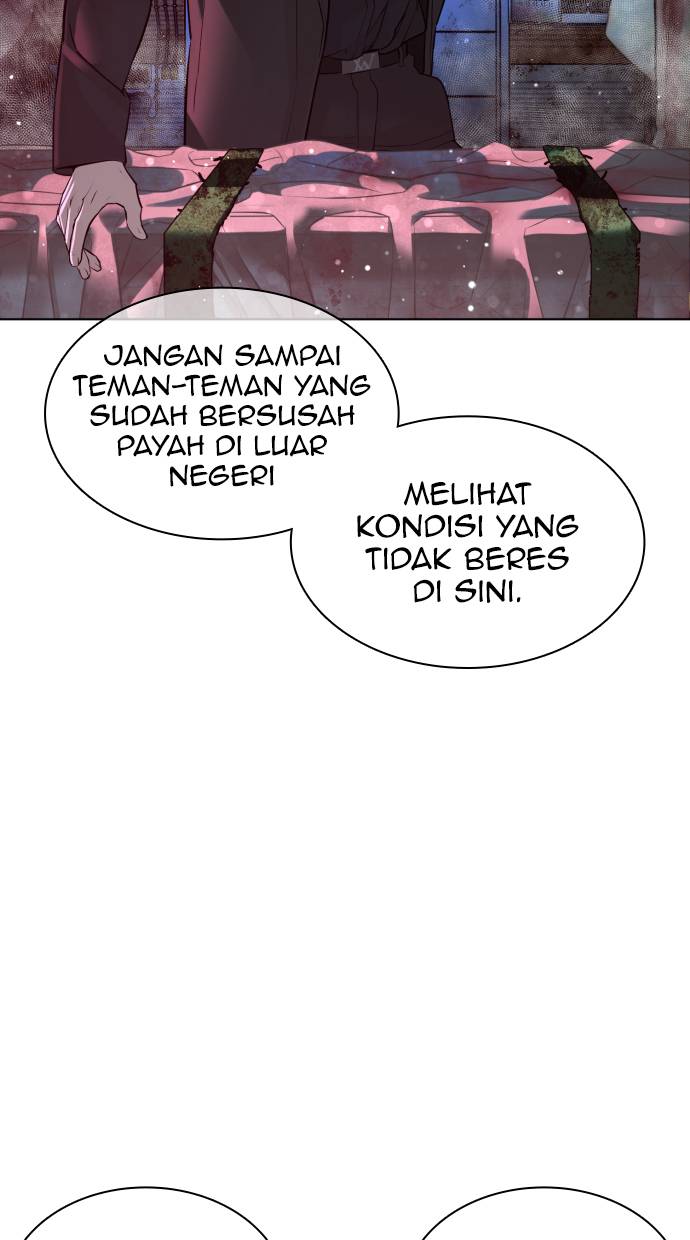 JANGAN SAMPAI
TEMAN-TEMAN YANG
SUDAH BERSUSAH
PAYAH DI LUAR
NEGERI
MELIHAT
KONDISI YANG
TIDAK BERES
DI SINI.